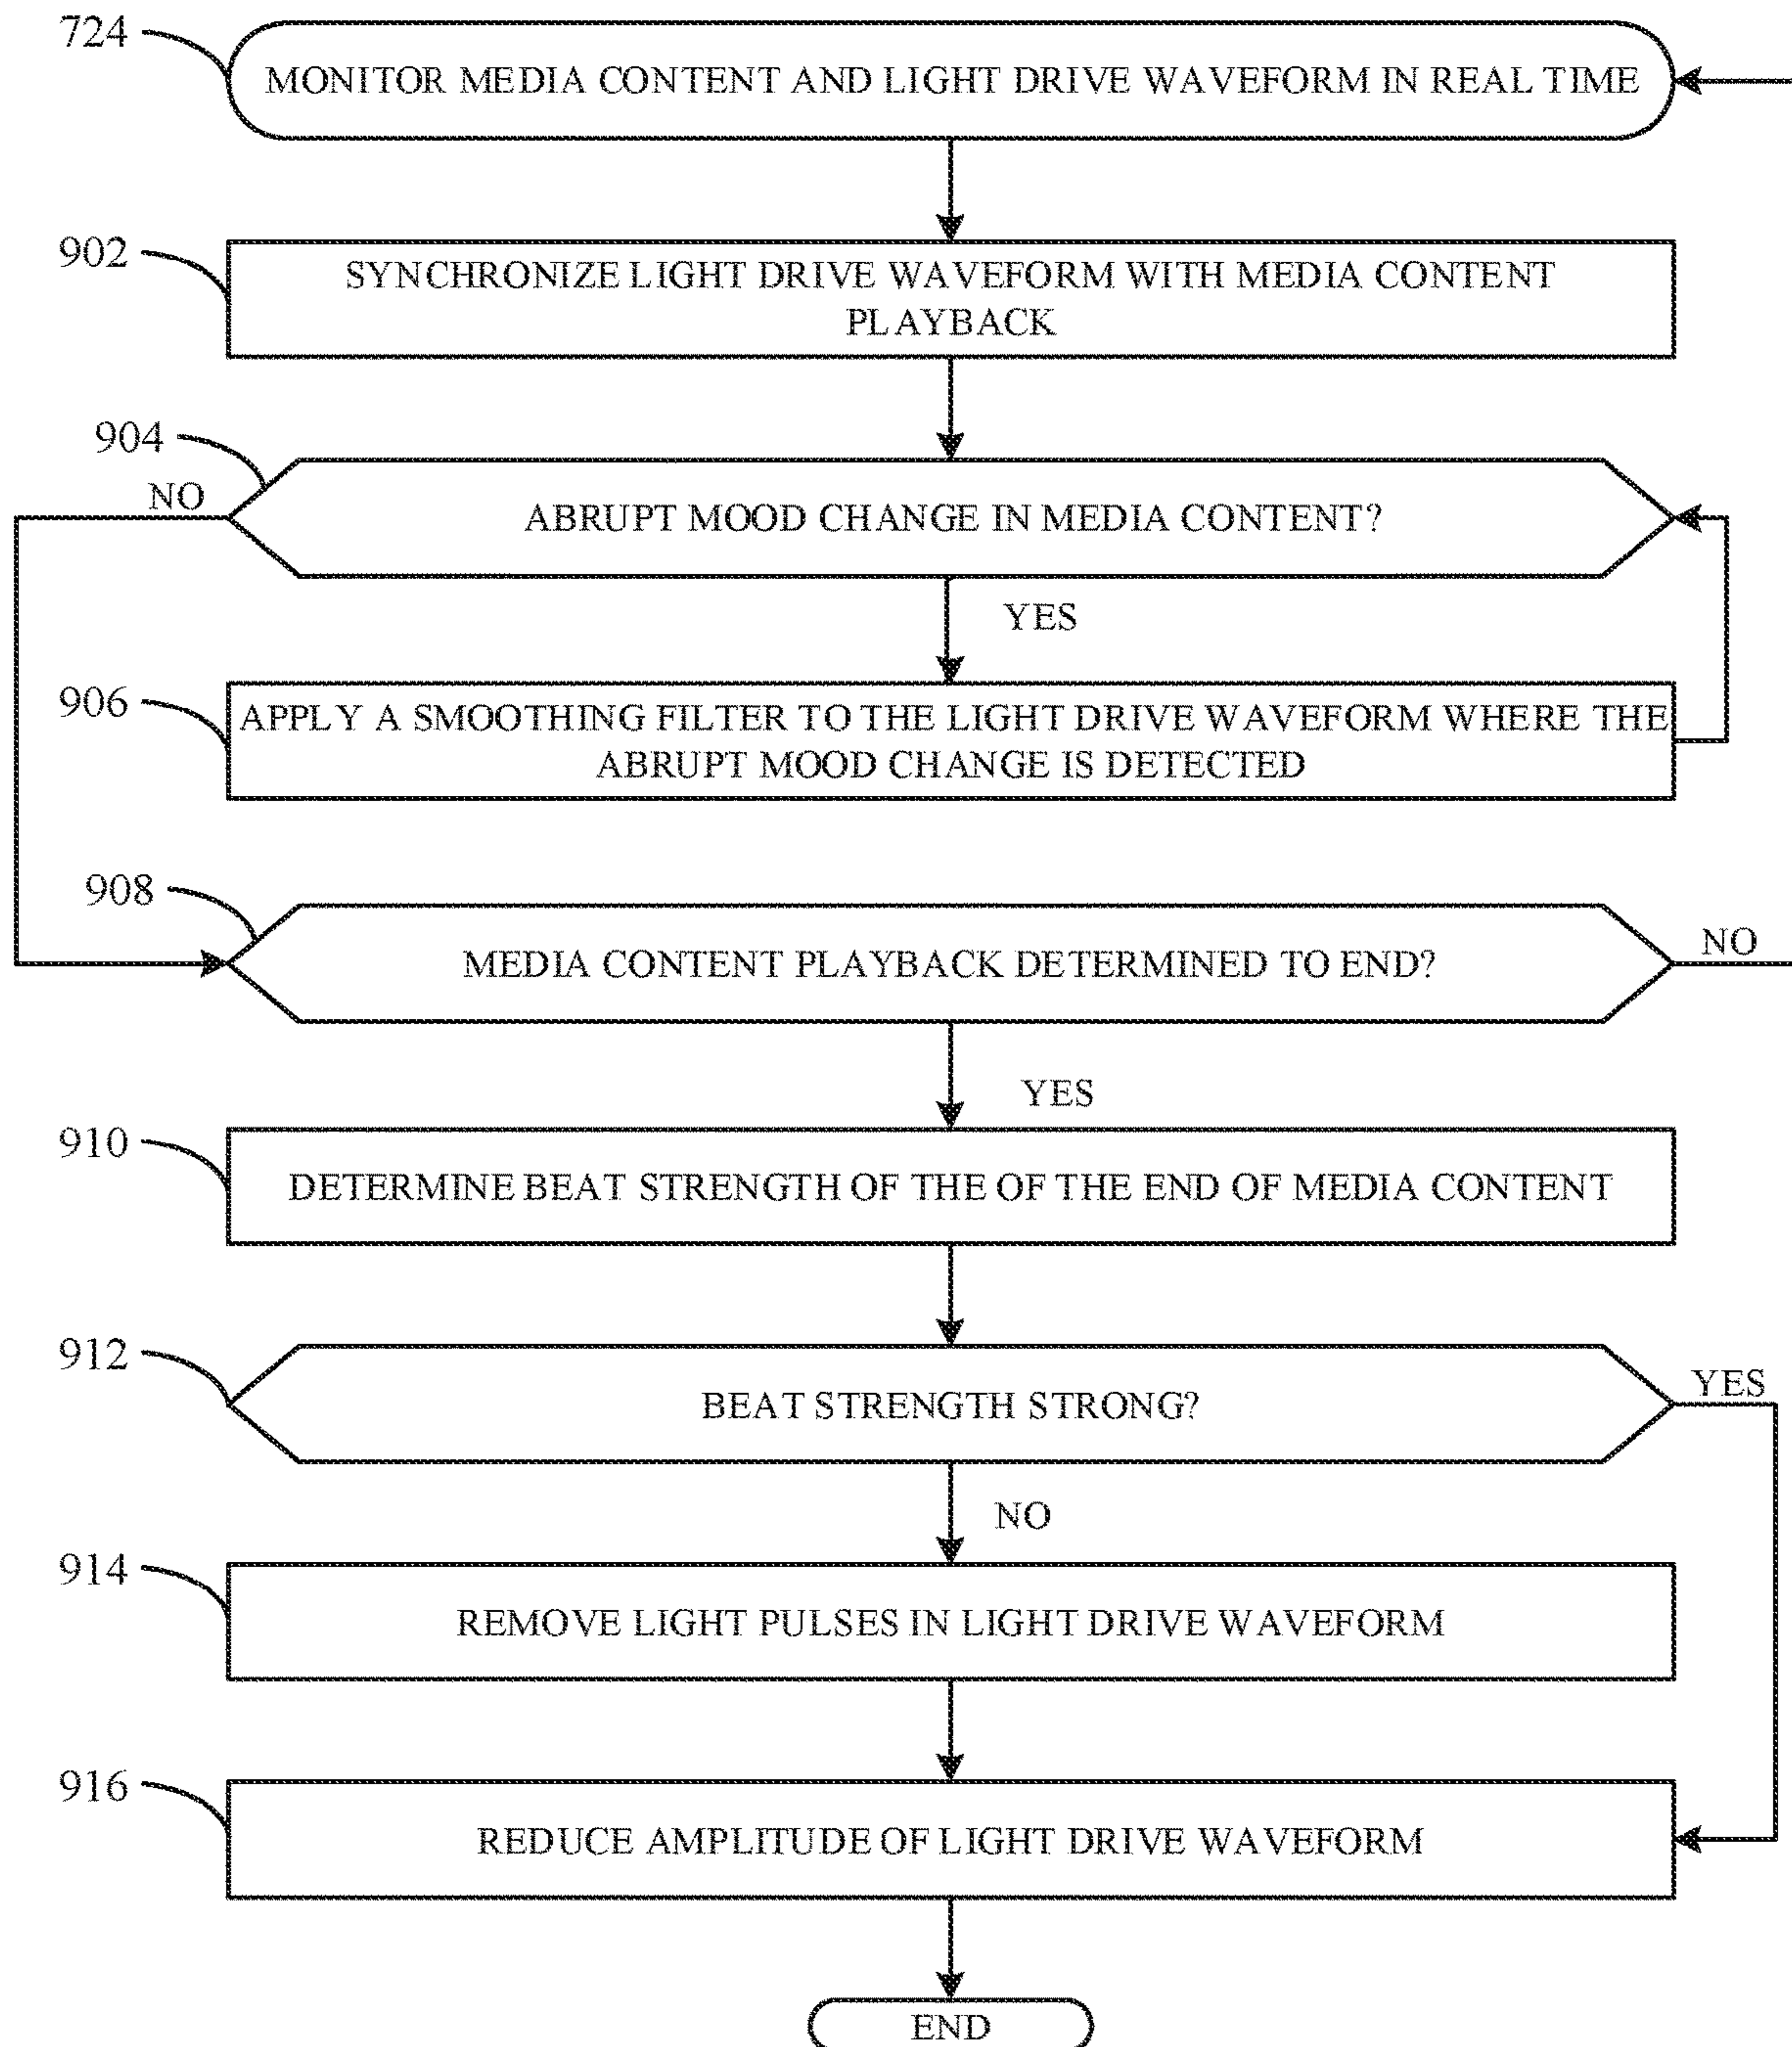 724
MONITOR MEDIA CONTENT AND LIGHT DRIVE WAVEFORM IN REAL TIME
902
SYNCHRONIZE LIGHT DRIVE WAVEFORM WITH MEDIA CONTENT
PLAYBACK
904
NO
ABRUPT MOOD CHANGE IN MEDIA CONTENT?
YES
906
APPLY A SMOOTHING FILTER TO THE LIGHT DRIVE WAVEFORM WHERE THE
ABRUPT MOOD CHANGE IS DETECTED
908
MEDIA CONTENT PLAYBACK DETERMINED TO END?
NO
YES
910
DETERMINE BEAT STRENGTH OF THE OF THE END OF MEDIA CONTENT
912
BEAT STRENGTH STRONG?
YES
NO
914
REMOVE LIGHT PULSES IN LIGHT DRIVE WAVEFORM
916
REDUCE AMPLITUDE OF LIGHT DRIVE WAVEFORM
END